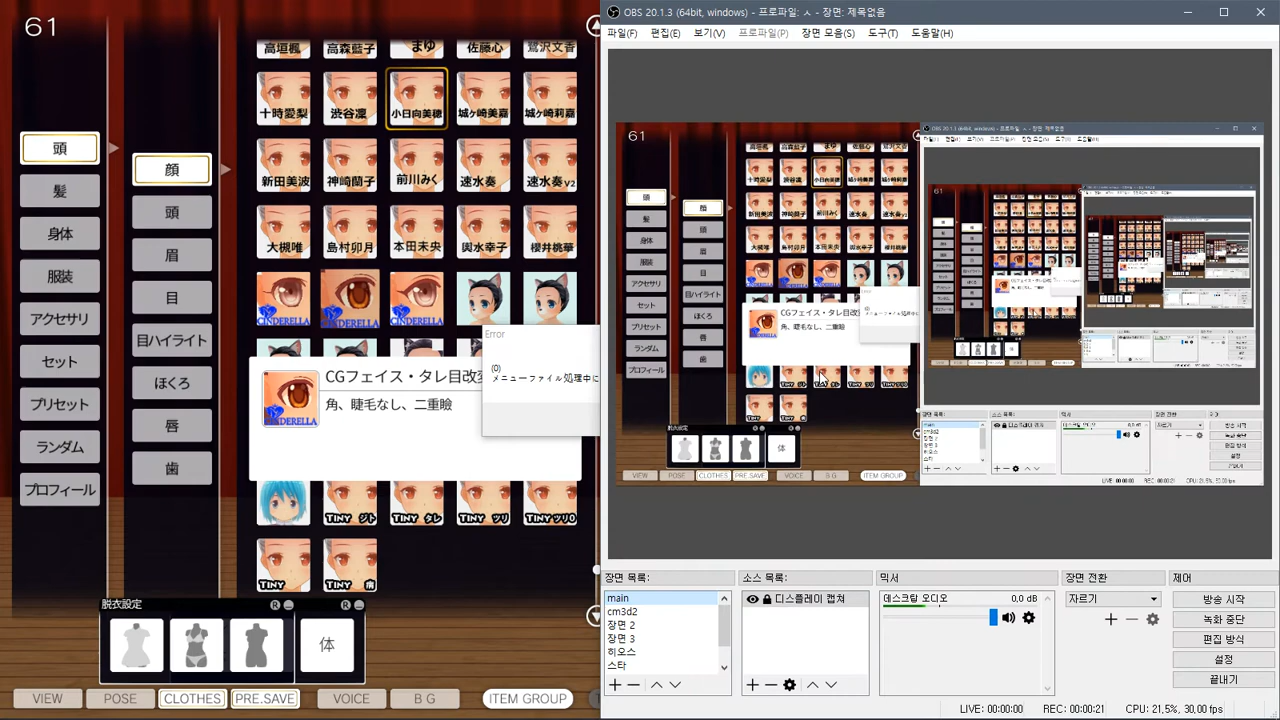 61
頭
髪
身体
服装
アクセサリ
セット
プリセット
ランダム
プロフィール
顔
頭
眉
目
目ハイライト
ほくろ
唇
歯
高垣楓
高森藍子
まゆ
佐藤心
鷺沢文香
十時愛梨
渋谷凛
小日向美穂
城ヶ崎美嘉
城ヶ崎莉嘉
新田美波
神崎蘭子
前川みく
速水奏
速水奏V2
大槻唯
島村卯月
本田未央
輿水幸子
櫻井桃華
CINDERELLA
CINDERELLA
CINDERELLA
CGフェイス・タレ目改変
角、睫毛なし、二重瞼
CINDERELLA
Error
(0)
メニューファイル処理中に
TINY ジト
TINY タレ
TINY ツリ
TINY ツリO
TINY
TINY 病
脱衣設定
R
R
体
VIEW
POSE
CLOTHES
PRE.SAVE
VOICE
B G
ITEM GROUP
OBS 20.1.3 (64bit, windows) - 프로파일: ㅅ - 장면: 제목없음
파일(F)
편집(E)
보기(V)
프로파일(P)
장면 모음(S)
도구(T)
도움말(H)
장면 목록:
main
cm3d2
장면 2
장면 3
히오스
스타
소스 목록:
디스플레이 캡쳐
믹서
데스크탑 오디오
0.0 dB
장면 전환
자르기
제어
방송 시작
녹화 중단
편집 방식
설정
끝내기
LIVE: 00:00:00
REC: 00:00:21
CPU: 21.5%, 30.00 fps